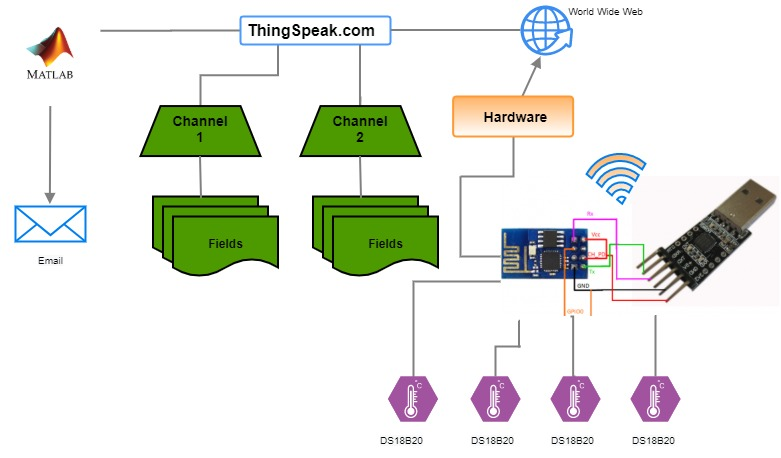 World Wide Web
ThingSpeak.com
MATLAB
Channel
1
Channel
2
Hardware
Fields
Fields
Email
Rx
Vcc
CH_PD
Tx
GND
GPIO0
°C
°C
°C
°C
DS18B20
DS18B20
DS18B20
DS18B20